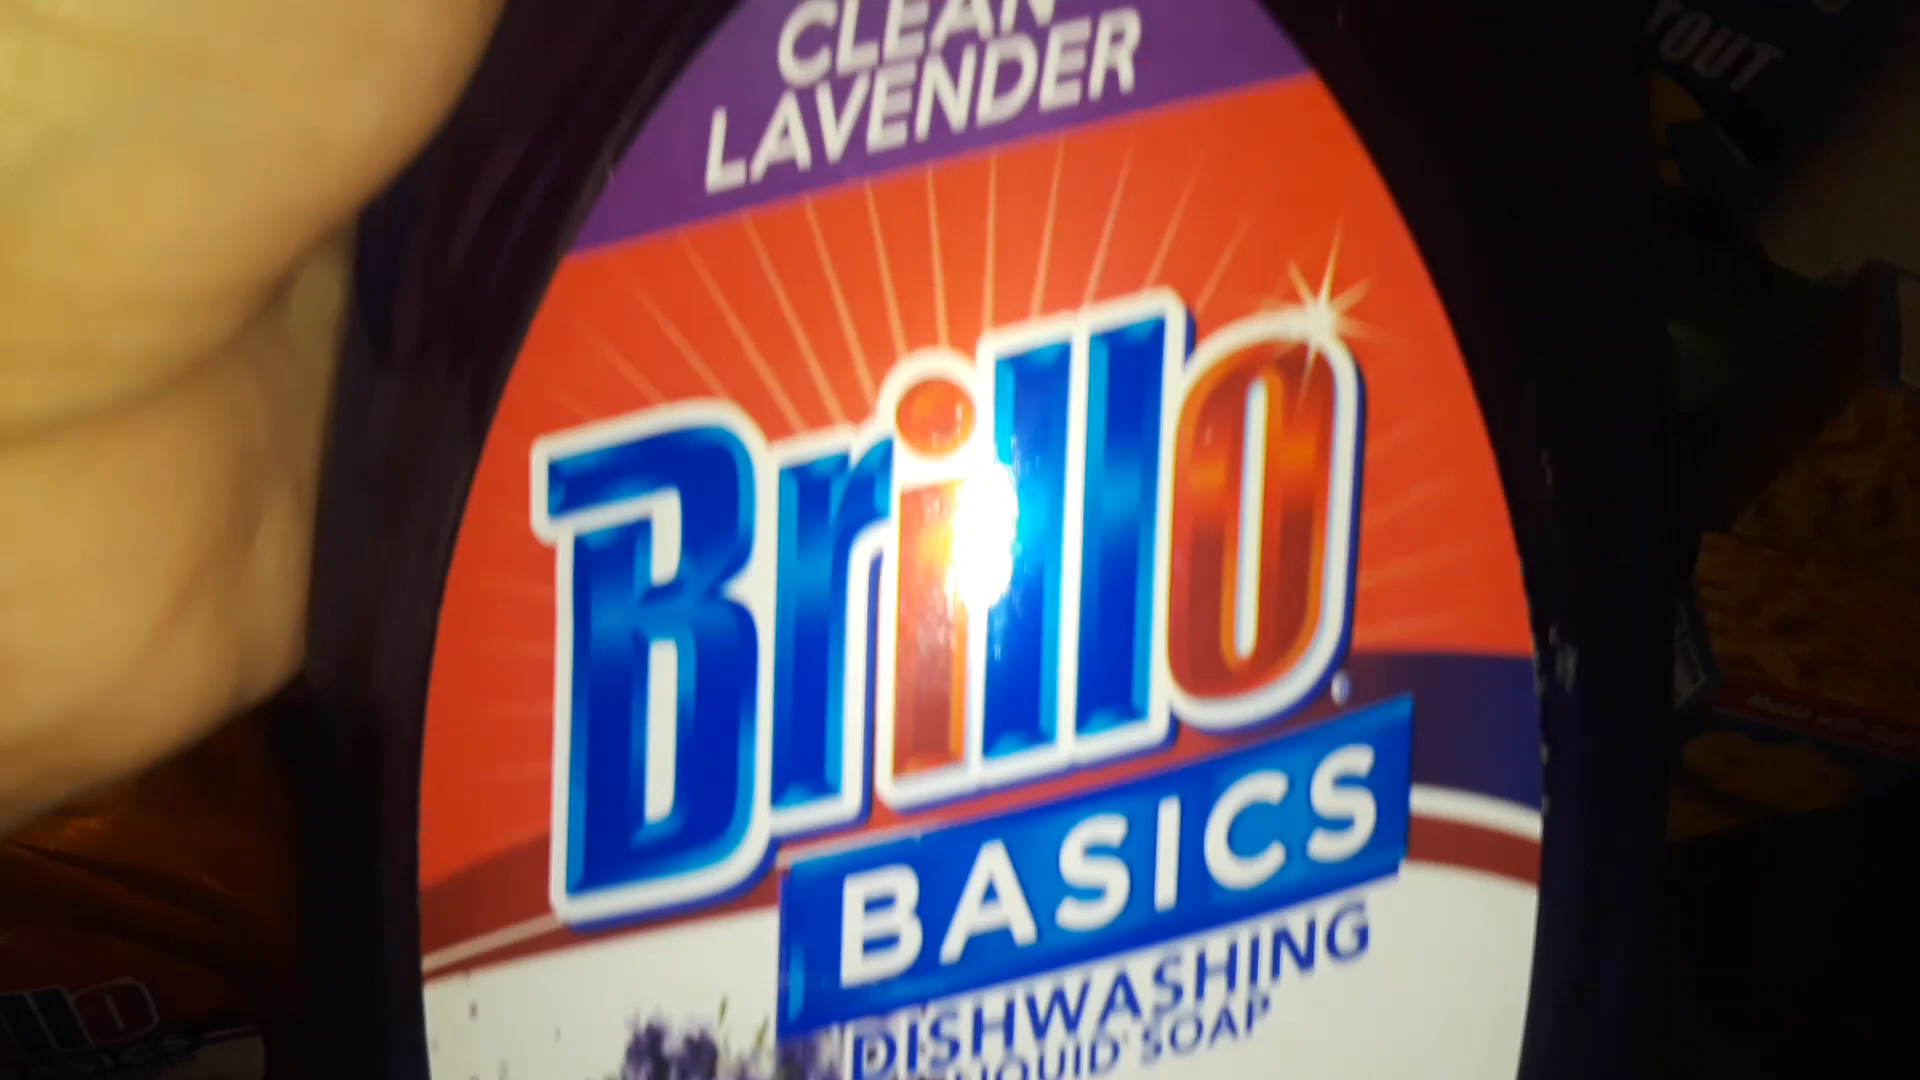 CLEAN
LAVENDER
Brillo
BASICS
DISHWASHING
LIQUID SOAP